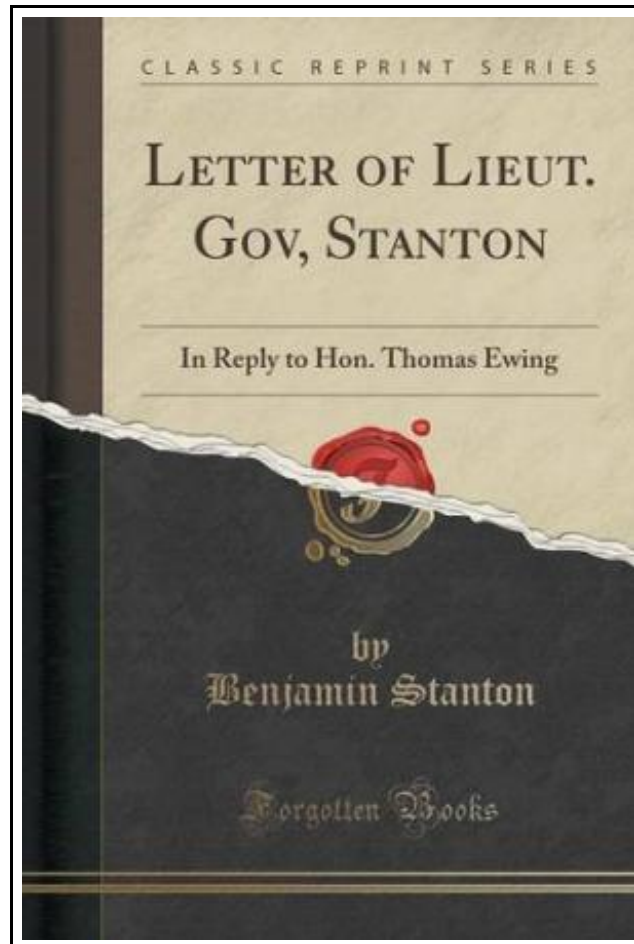 CLASSIC REPRINT SERIES
LETTER OF LIEUT.
GOV, STANTON
In Reply to Hon. Thomas Ewing
by
Benjamin Stanton
Forgotten Books